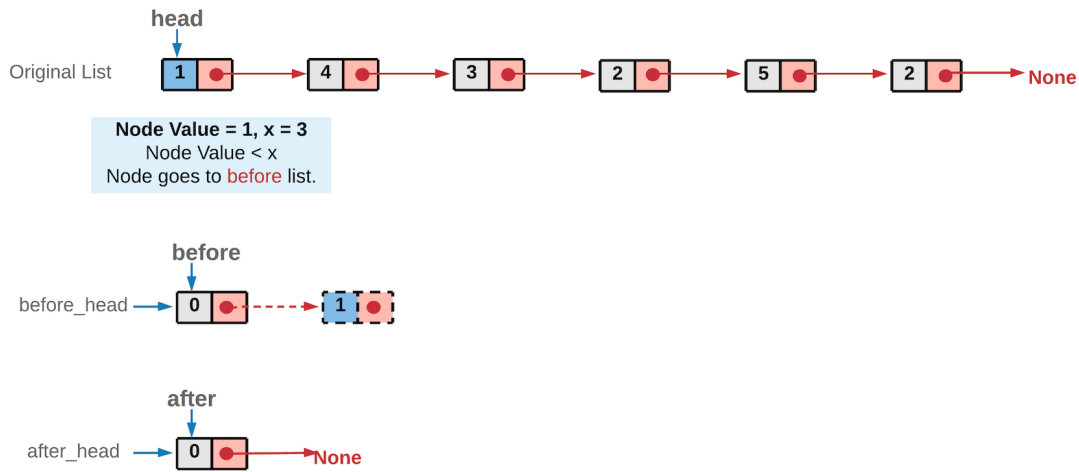 head
Original List 1 4 3 2 5 2 None
Node Value = 1, x = 3
Node Value < x
Node goes to before list.
before
before_head 0 1
after
after_head 0 None